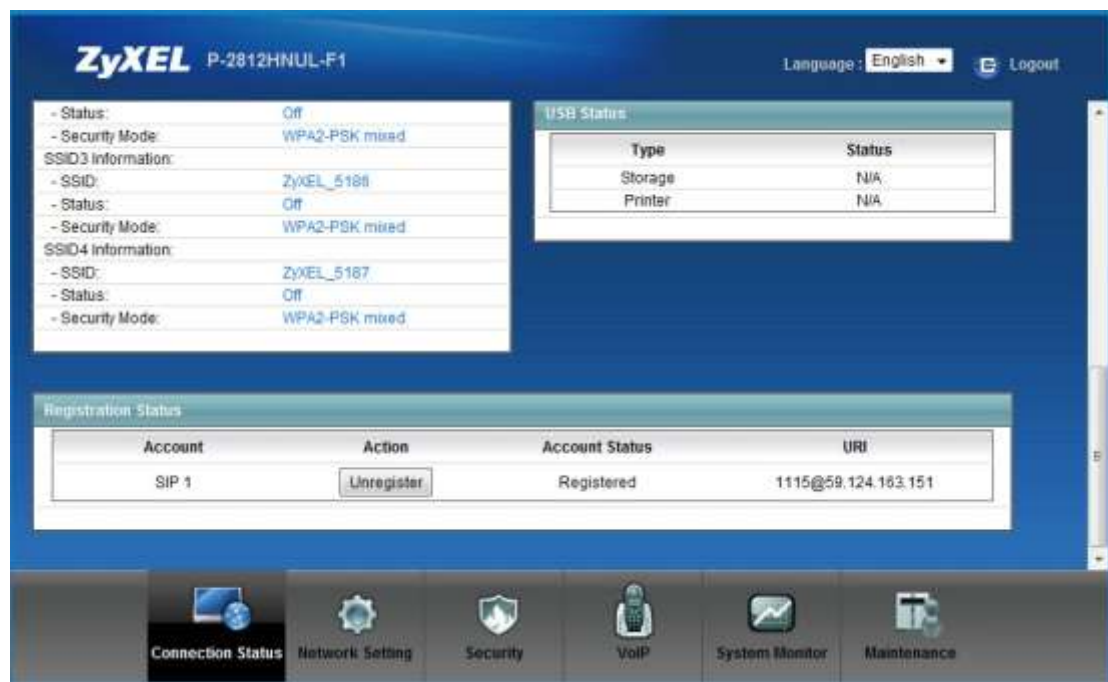 ZyXEL P-2812HNUL-F1
Language : English
Logout
- Status: Off
- Security Mode: WPA2-PSK mixed
SSID3 Information:
- SSID: ZyXEL_5186
- Status: Off
- Security Mode: WPA2-PSK mixed
SSID4 Information:
- SSID: ZyXEL_5187
- Status: Off
- Security Mode: WPA2-PSK mixed
USB Status
Type Status
Storage N/A
Printer N/A
Registration Status
Account Action Account Status URI
SIP 1 Unregister Registered 1115@59.124.163.151
Connection Status
Network Setting
Security
VoIP
System Monitor
Maintenance